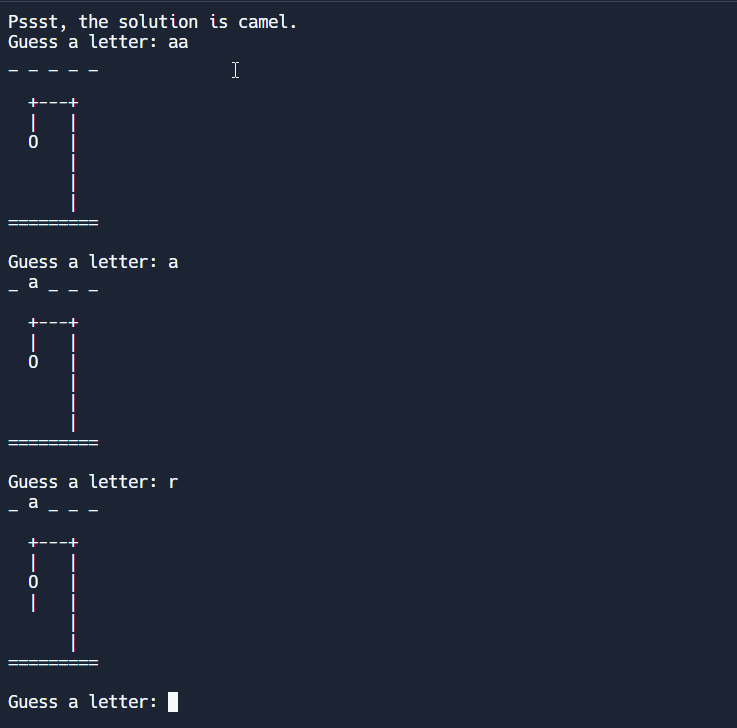 Pssst, the solution is camel.
Guess a letter: aa
_ _ _ _ _
  +---+
  |   |
  O   |
      |
      |
      |
=========
Guess a letter: a
_ a _ _ _
  +---+
  |   |
  O   |
      |
      |
      |
=========
Guess a letter: r
_ a _ _ _
  +---+
  |   |
  O   |
  |   |
      |
      |
=========
Guess a letter: